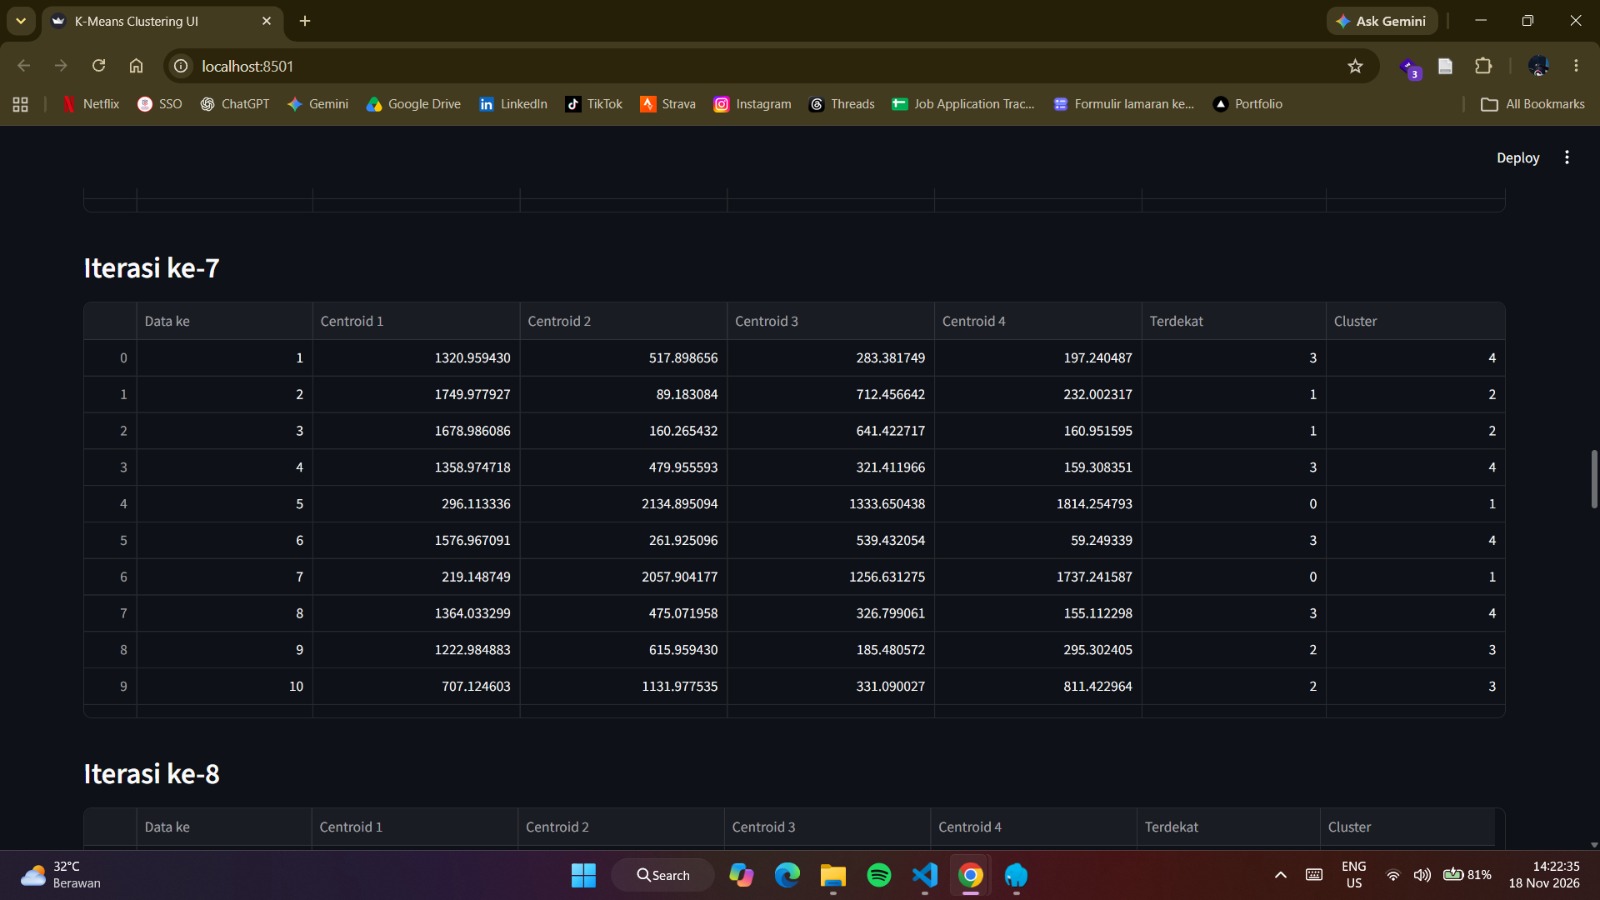 K-Means Clustering UI
Ask Gemini
localhost:8501
3
Netflix SSO ChatGPT Gemini Google Drive LinkedIn TikTok Strava Instagram Threads Job Application Trac... Formulir lamaran ke... Portfolio All Bookmarks
Deploy
Iterasi ke-7
Data ke Centroid 1 Centroid 2 Centroid 3 Centroid 4 Terdekat Cluster
0 1 1320.959430 517.898656 283.381749 197.240487 3 4
1 2 1749.977927 89.183084 712.456642 232.002317 1 2
2 3 1678.986086 160.265432 641.422717 160.951595 1 2
3 4 1358.974718 479.955593 321.411966 159.308351 3 4
4 5 296.113336 2134.895094 1333.650438 1814.254793 0 1
5 6 1576.967091 261.925096 539.432054 59.249339 3 4
6 7 219.148749 2057.904177 1256.631275 1737.241587 0 1
7 8 1364.033299 475.071958 326.799061 155.112298 3 4
8 9 1222.984883 615.959430 185.480572 295.302405 2 3
9 10 707.124603 1131.977535 331.090027 811.422964 2 3
Iterasi ke-8
Data ke Centroid 1 Centroid 2 Centroid 3 Centroid 4 Terdekat Cluster
32°C
Berawan
Search
ENG
US
81%
14:22:35
18 Nov 2026